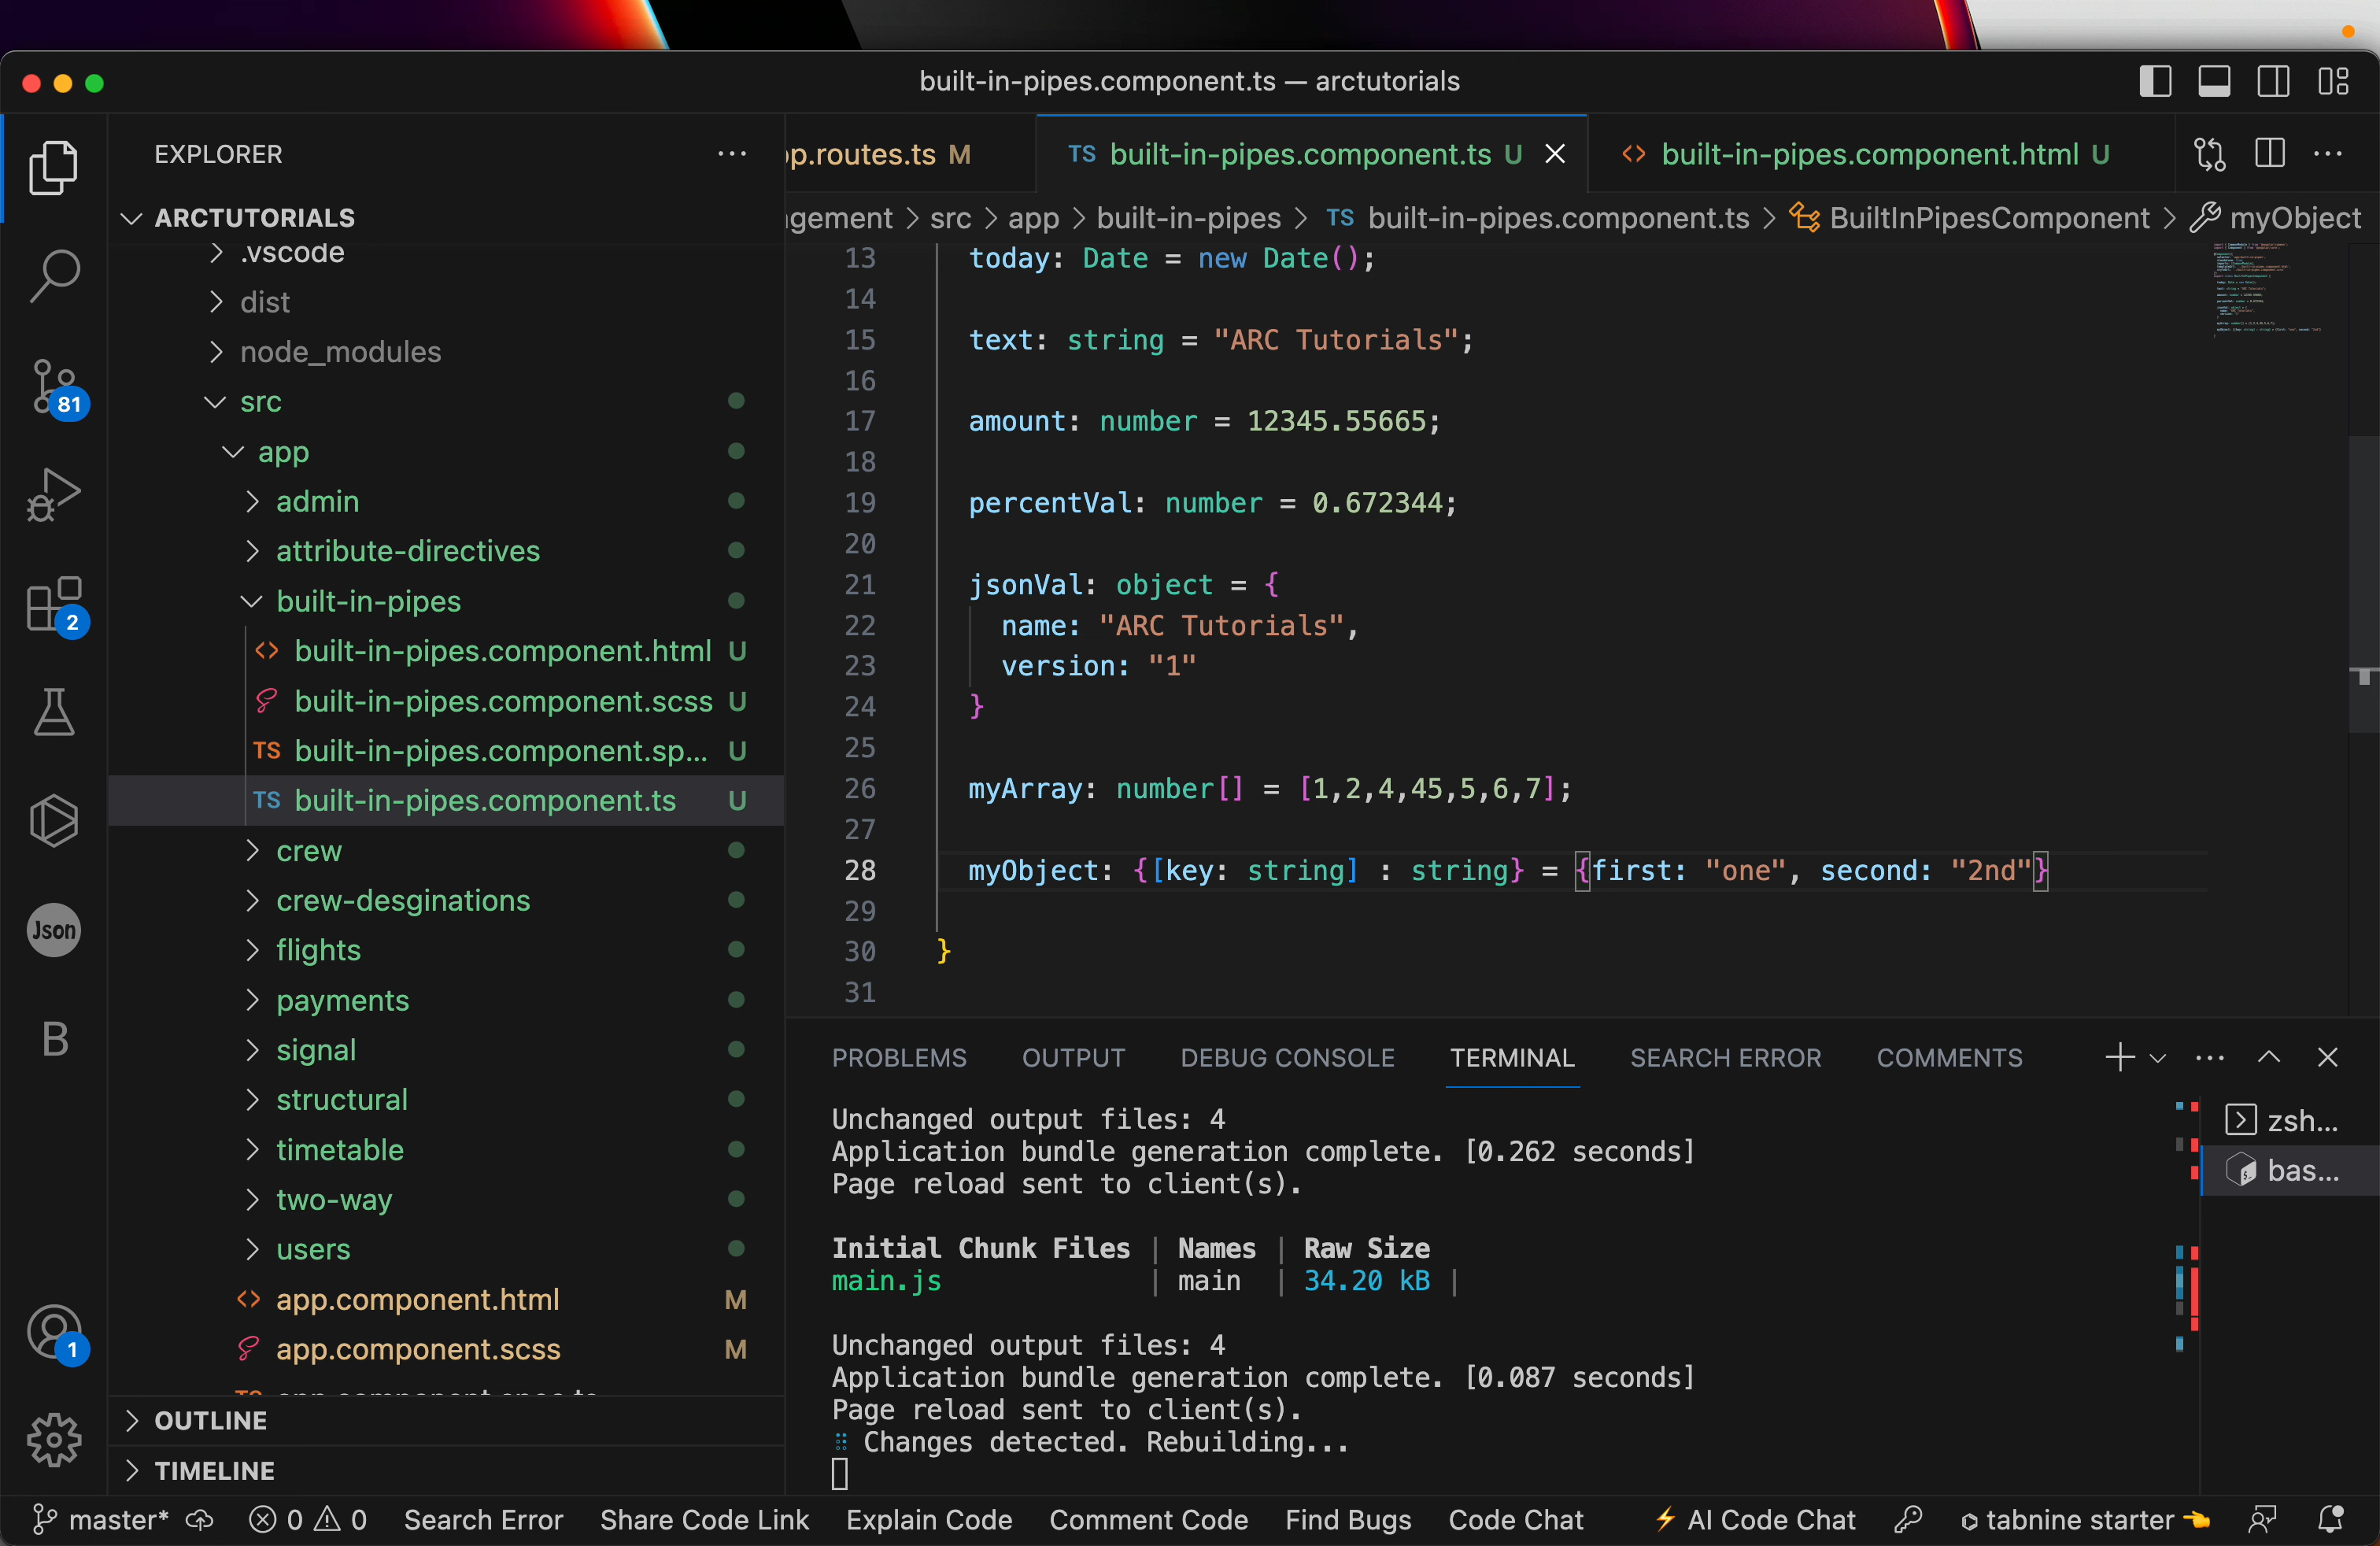 built-in-pipes.component.ts — arctutorials
EXPLORER
ARCTUTORIALS
.vscode
dist
node_modules
src
app
admin
attribute-directives
built-in-pipes
built-in-pipes.component.html U
built-in-pipes.component.scss U
TS built-in-pipes.component.sp... U
TS built-in-pipes.component.ts U
crew
crew-desginations
flights
payments
signal
structural
timetable
two-way
users
app.component.html M
app.component.scss M
OUTLINE
TIMELINE
81
2
Json
B
1
p.routes.ts M
TS built-in-pipes.component.ts U
built-in-pipes.component.html U
gement > src > app > built-in-pipes > TS built-in-pipes.component.ts > BuiltInPipesComponent > myObject
13 today: Date = new Date();
14
15 text: string = "ARC Tutorials";
16
17 amount: number = 12345.55665;
18
19 percentVal: number = 0.672344;
20
21 jsonVal: object = {
22 name: "ARC Tutorials",
23 version: "1"
24 }
25
26 myArray: number[] = [1,2,4,45,5,6,7];
27
28 myObject: {[key: string] : string} = {first: "one", second: "2nd"}
29
30 }
31
PROBLEMS OUTPUT DEBUG CONSOLE TERMINAL SEARCH ERROR COMMENTS
Unchanged output files: 4
Application bundle generation complete. [0.262 seconds]
Page reload sent to client(s).
Initial Chunk Files | Names | Raw Size
main.js | main | 34.20 kB |
Unchanged output files: 4
Application bundle generation complete. [0.087 seconds]
Page reload sent to client(s).
Changes detected. Rebuilding...
zsh...
bas...
master* 0 0 Search Error Share Code Link Explain Code Comment Code Find Bugs Code Chat AI Code Chat tabnine starter